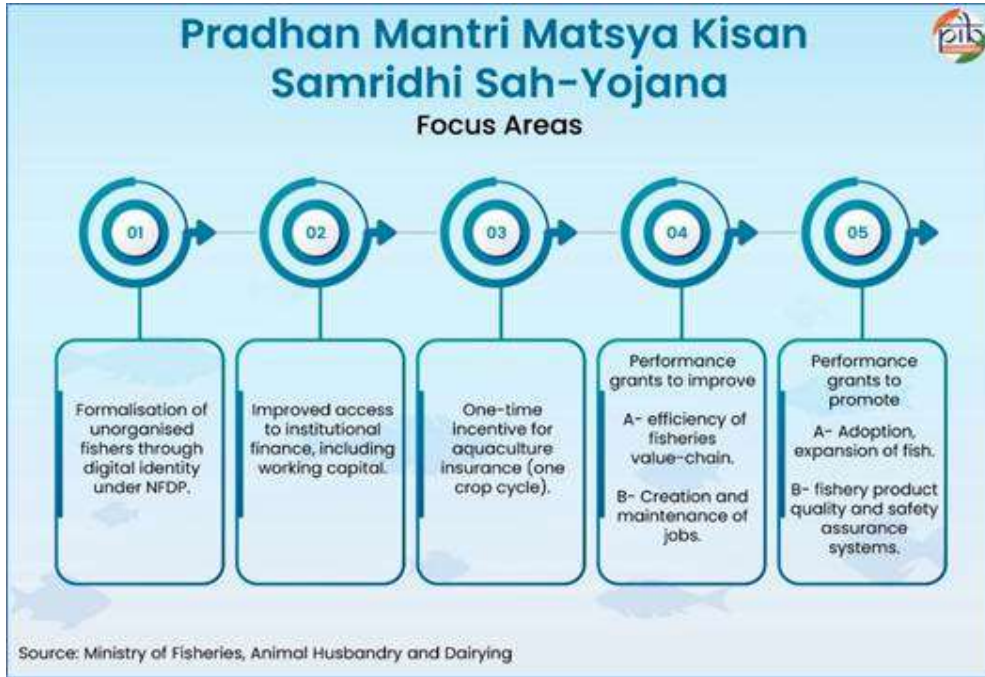 Pradhan Mantri Matsya Kisan
Samridhi Sah-Yojana
Focus Areas
pib
01
02
03
04
05
Formalisation of
unorganised
fishers through
digital identity
under NFDP.
Improved access
to institutional
finance, including
working capital.
One-time
incentive for
aquaculture
insurance (one
crop cycle).
Performance
grants to improve
A- efficiency of
fisheries
value-chain.
B- Creation and
maintenance of
jobs.
Performance
grants to
promote
A- Adoption,
expansion of fish.
B- fishery product
quality and safety
assurance
systems.
Source: Ministry of Fisheries, Animal Husbandry and Dairying